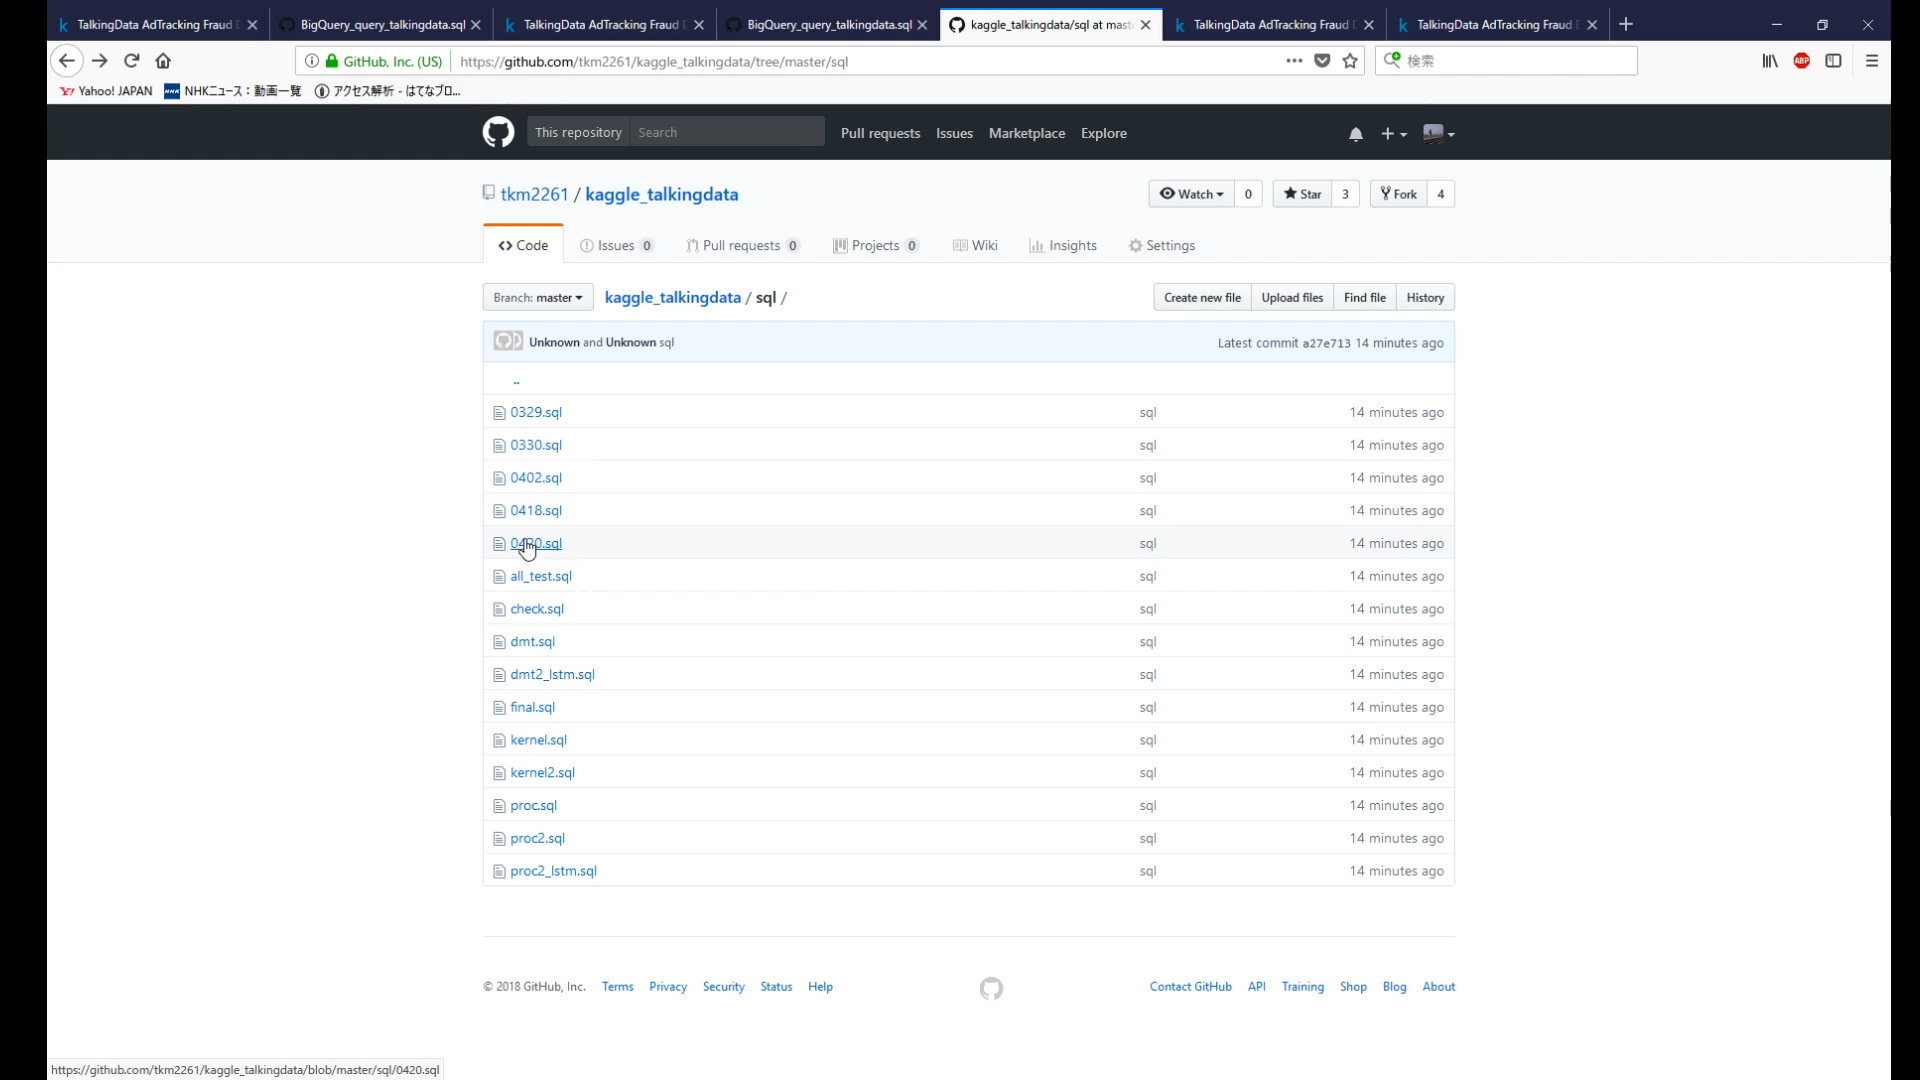 TalkingData AdTracking Fraud
BigQuery_query_talkingdata.sql
TalkingData AdTracking Fraud
BigQuery_query_talkingdata.sql
kaggle_talkingdata/sql at mast
TalkingData AdTracking Fraud
TalkingData AdTracking Fraud
GitHub, Inc. (US)
https://github.com/tkm2261/kaggle_talkingdata/tree/master/sql
検索
ABP
Yahoo! JAPAN
NHKニュース:動画一覧
アクセス解析 - はてなブロ...
This repository
Search
Pull requests
Issues
Marketplace
Explore
tkm2261 / kaggle_talkingdata
Watch 0
Star 3
Fork 4
Code
Issues 0
Pull requests 0
Projects 0
Wiki
Insights
Settings
Branch: master
kaggle_talkingdata / sql /
Create new file
Upload files
Find file
History
Unknown and Unknown sql
Latest commit a27e713 14 minutes ago
..
0329.sql sql 14 minutes ago
0330.sql sql 14 minutes ago
0402.sql sql 14 minutes ago
0418.sql sql 14 minutes ago
0420.sql sql 14 minutes ago
all_test.sql sql 14 minutes ago
check.sql sql 14 minutes ago
dmt.sql sql 14 minutes ago
dmt2_lstm.sql sql 14 minutes ago
final.sql sql 14 minutes ago
kernel.sql sql 14 minutes ago
kernel2.sql sql 14 minutes ago
proc.sql sql 14 minutes ago
proc2.sql sql 14 minutes ago
proc2_lstm.sql sql 14 minutes ago
© 2018 GitHub, Inc.
Terms
Privacy
Security
Status
Help
Contact GitHub
API
Training
Shop
Blog
About
https://github.com/tkm2261/kaggle_talkingdata/blob/master/sql/0420.sql